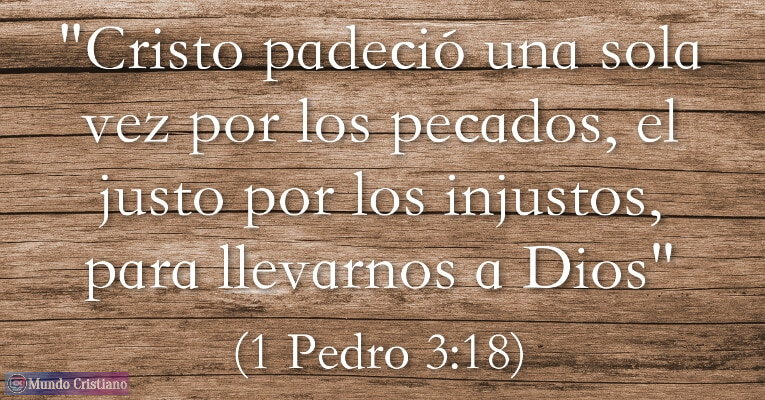 "Cristo padeció una sola
vez por los pecados, el
justo por los injustos,
para llevarnos a Dios"
(1 Pedro 3:18)
Mundo Cristiano